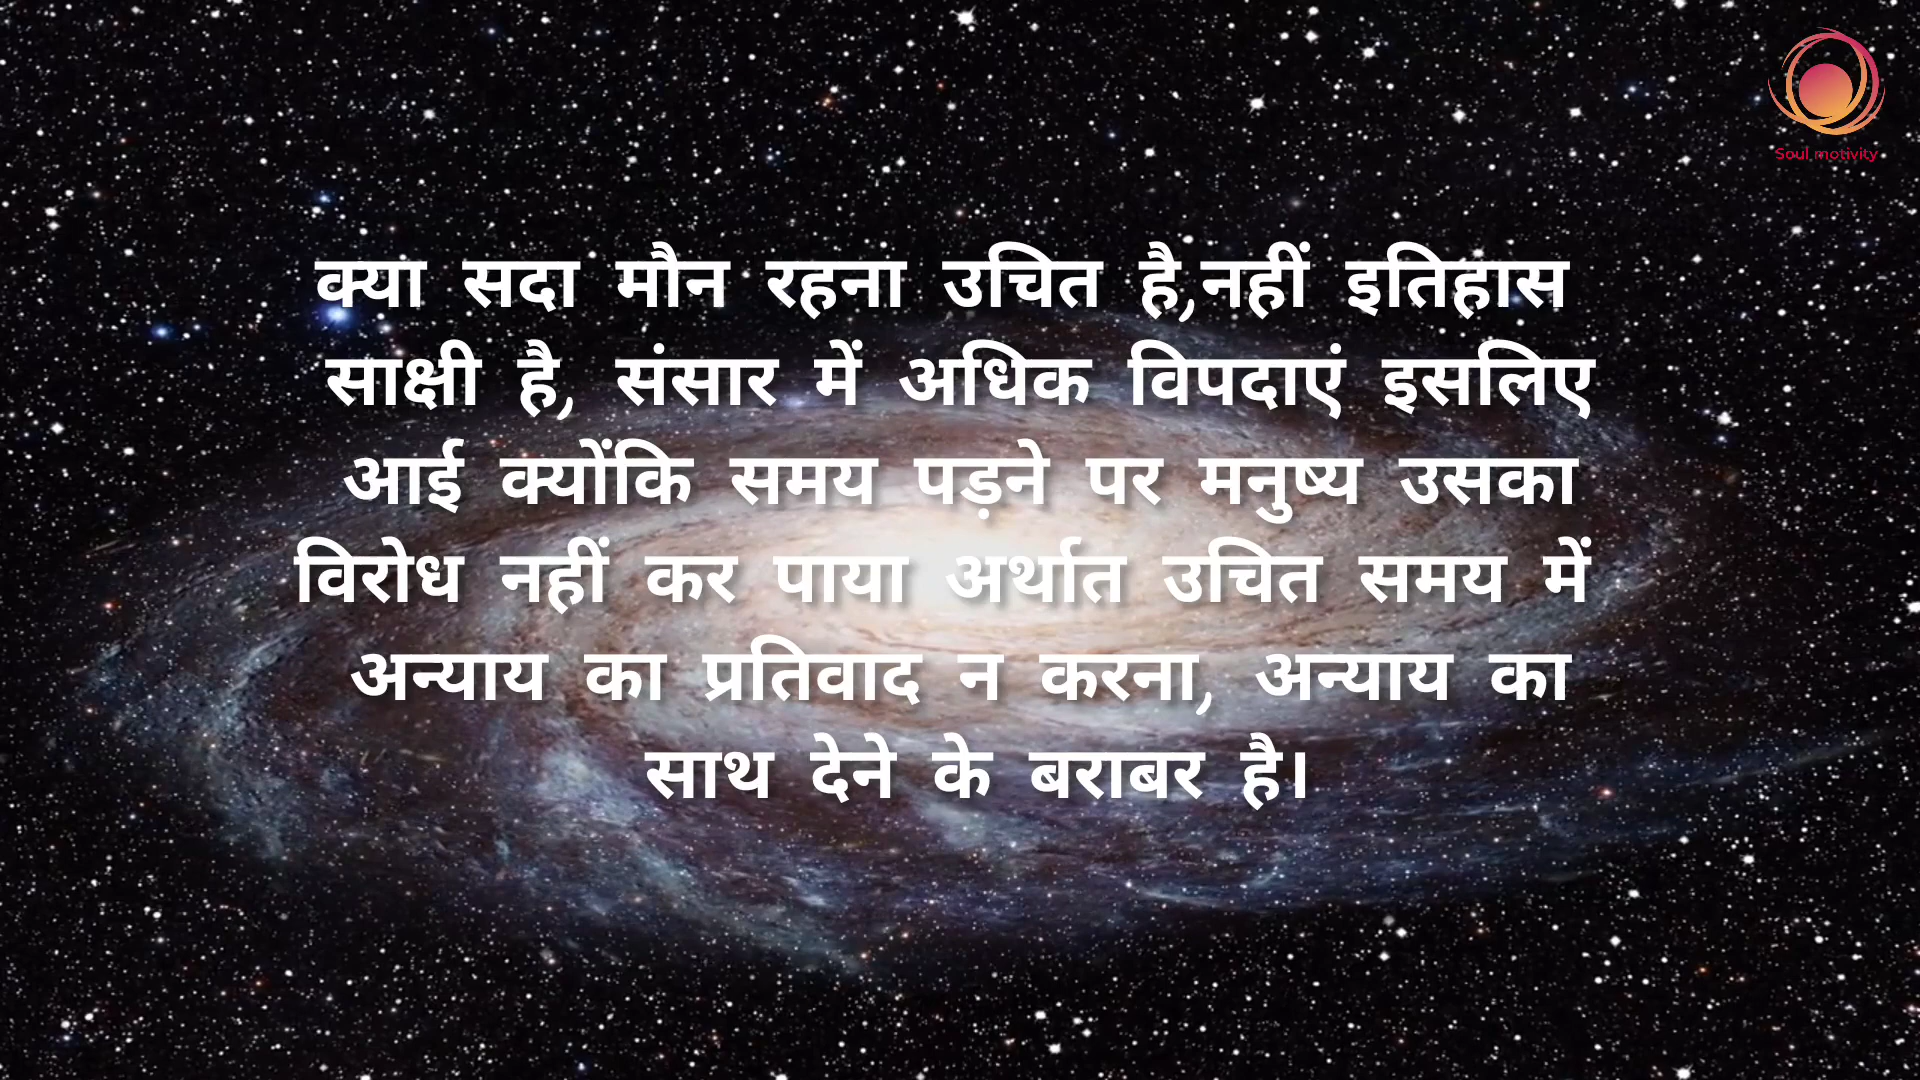 Soul motivity
क्या सदा मौन रहना उचित है,नहीं इतिहास
साक्षी है, संसार में अधिक विपदाएं इसलिए
आई क्योंकि समय पड़ने पर मनुष्य उसका
विरोध नहीं कर पाया अर्थात उचित समय में
अन्याय का प्रतिवाद न करना, अन्याय का
साथ देने के बराबर है।